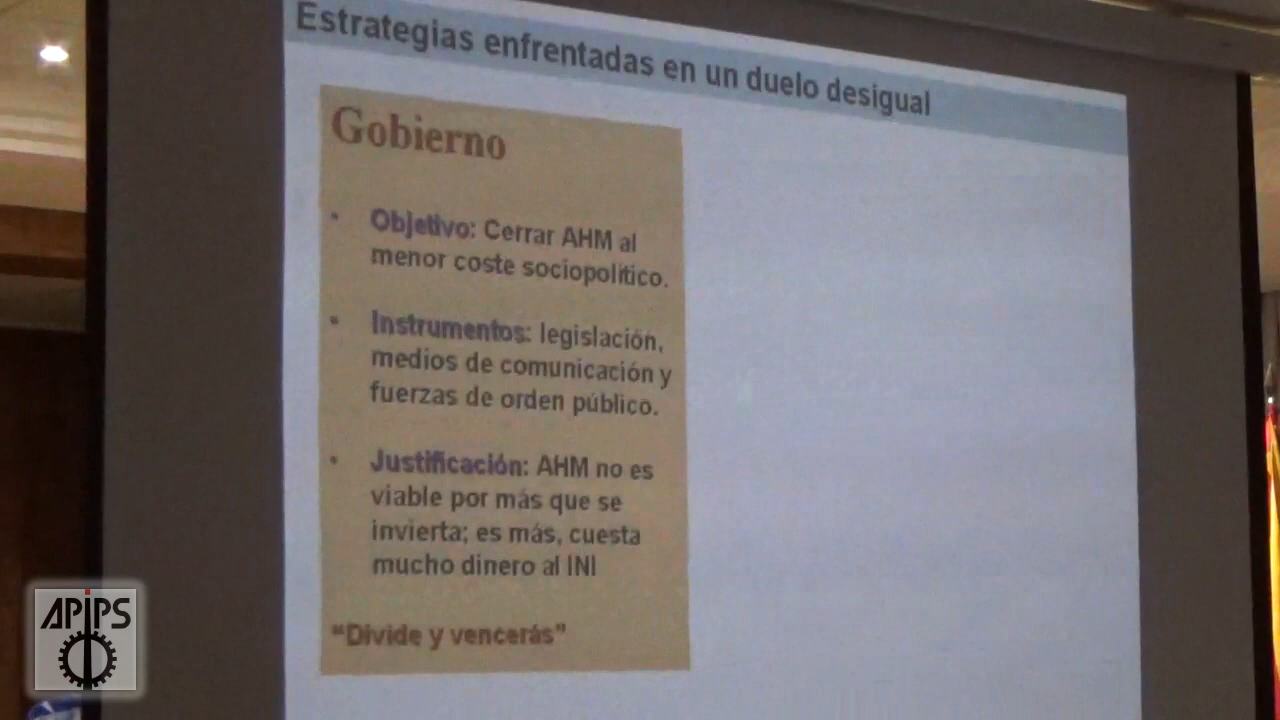 Estrategias enfrentadas en un duelo desigual
Gobierno
• Objetivo: Cerrar AHM al
menor coste sociopolítico.
• Instrumentos: legislación,
medios de comunicación y
fuerzas de orden público.
• Justificación: AHM no es
viable por más que se
invierta; es más, cuesta
mucho dinero al INI
“Divide y vencerás”
APIPS